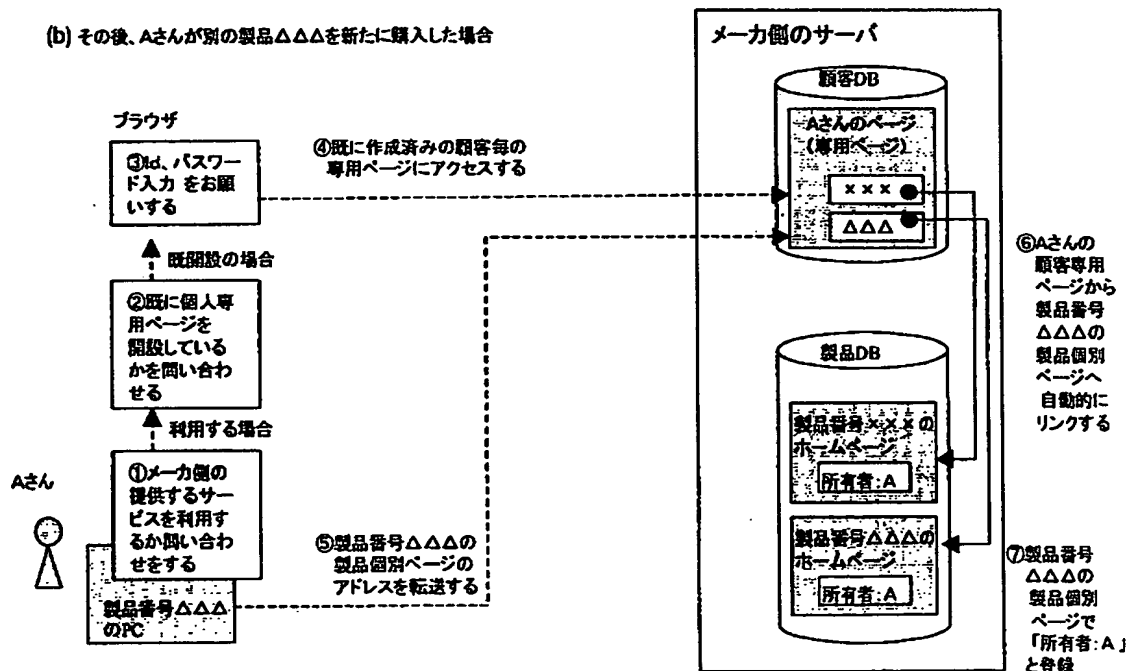 (b) その後、Aさんが別の製品△△△を新たに購入した場合
メーカ側のサーバ
顧客DB
Aさんのページ
(専用ページ)
×××
△△△
ブラウザ
③Id、パスワー
ド入力 をお願
いする
④既に作成済みの顧客毎の
専用ページにアクセスする
既開設の場合
②既に個人専
用ページを
開設している
かを問い合わ
せる
利用する場合
①メーカ側の
提供するサー
ビスを利用す
るか問い合わ
せをする
Aさん
製品番号△△△
のPC
⑤製品番号△△△の
製品個別ページの
アドレスを転送する
製品DB
製品番号×××の
ホームページ
所有者:A
製品番号△△△の
ホームページ
所有者:A
⑥Aさんの
顧客専用
ページから
製品番号
△△△の
製品個別
ページへ
自動的に
リンクする
⑦製品番号
△△△の
製品個別
ページで
「所有者:A」
と登録